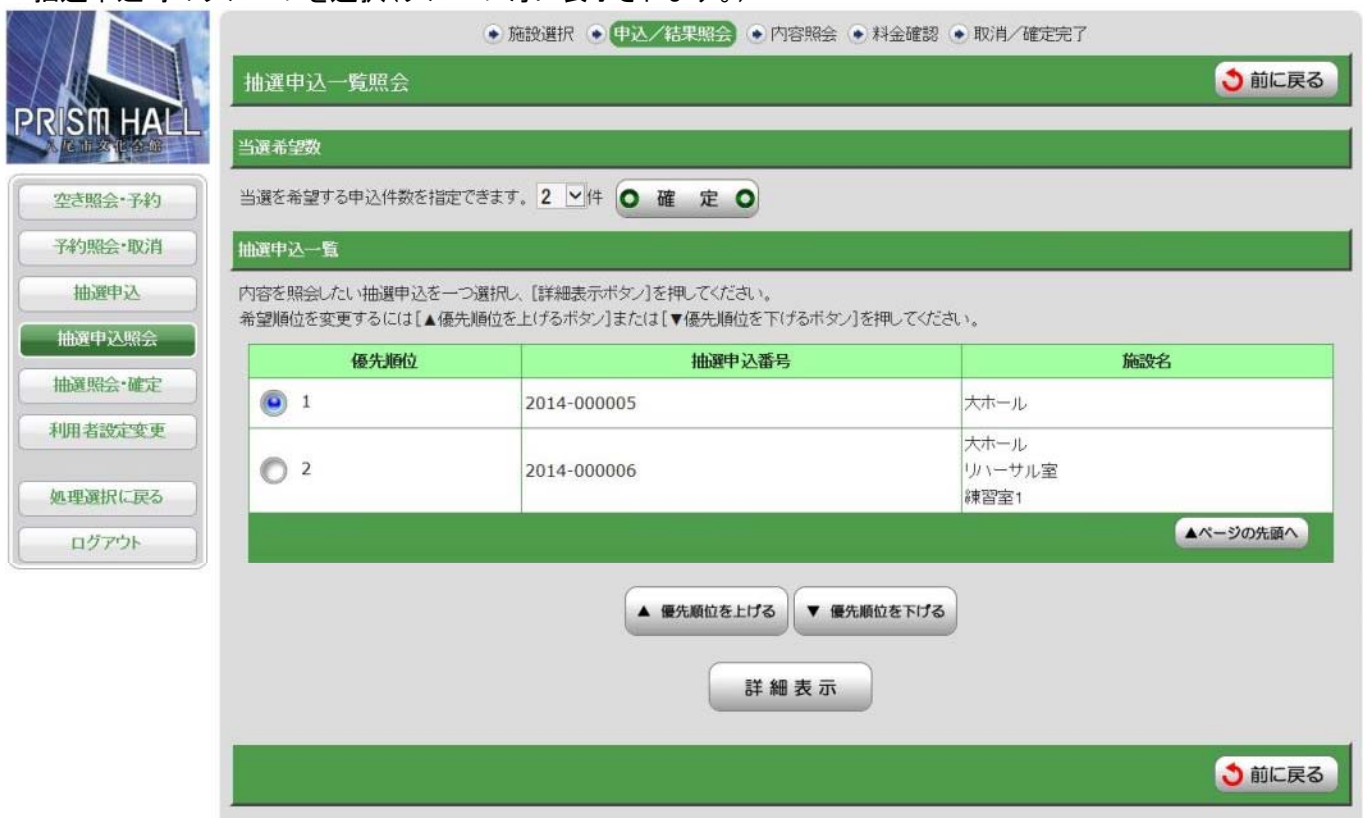 施設選択 申込／結果照会 内容照会 料金確認 取消／確定完了
抽選申込一覧照会
前に戻る
PRISM HALL
八尾市文化会館
当選希望数
当選を希望する申込件数を指定できます。 2 件 確 定
空き照会・予約
予約照会・取消
抽選申込
抽選申込照会
抽選照会・確定
利用者設定変更
処理選択に戻る
ログアウト
抽選申込一覧
内容を照会したい抽選申込を一つ選択し、[詳細表示ボタン]を押してください。
希望順位を変更するには[▲優先順位を上げるボタン]または[▼優先順位を下げるボタン]を押してください。
優先順位 抽選申込番号 施設名
1 2014-000005 大ホール
2 2014-000006 大ホール
リハーサル室
練習室1
▲ページの先頭へ
▲ 優先順位を上げる ▼ 優先順位を下げる
詳細表示
前に戻る